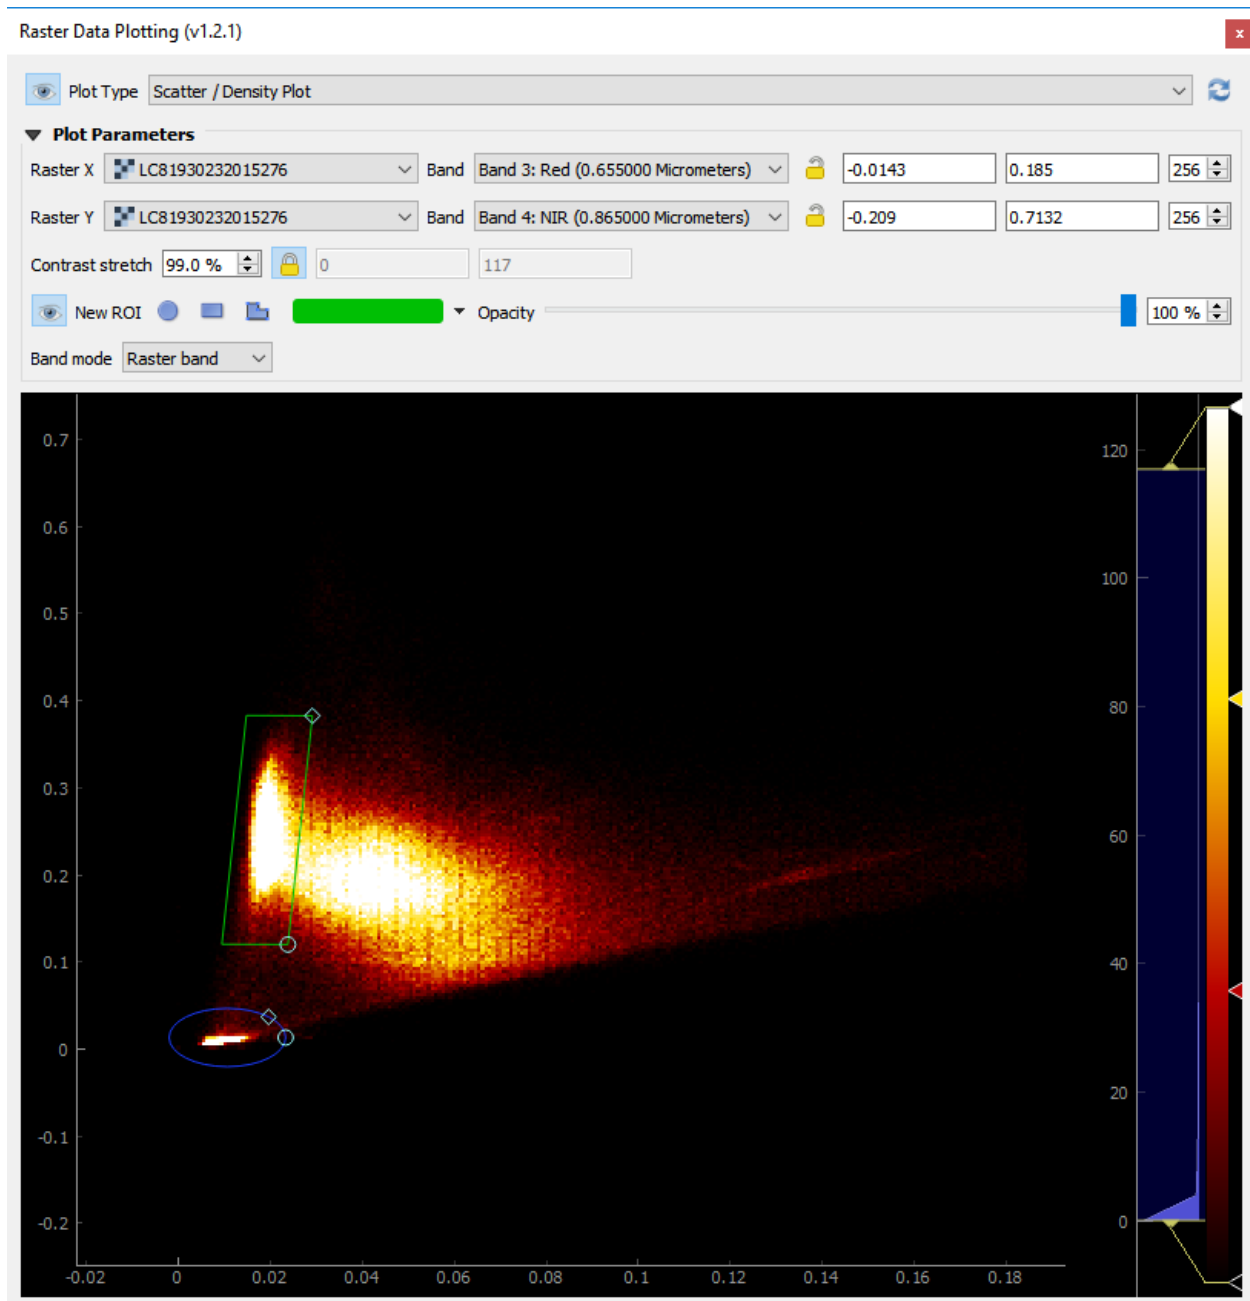 Raster Data Plotting (v1.2.1)
x
Plot Type Scatter / Density Plot
Plot Parameters
Raster X LC81930232015276 Band Band 3: Red (0.655000 Micrometers) -0.0143 0.185 256
Raster Y LC81930232015276 Band Band 4: NIR (0.865000 Micrometers) -0.209 0.7132 256
Contrast stretch 99.0 % 0 117
New ROI Opacity 100 %
Band mode Raster band
0.7
120
0.6
100
0.5
0.4
80
0.3
60
0.2
0.1
40
0
20
-0.1
-0.2
0
-0.02 0 0.02 0.04 0.06 0.08 0.1 0.12 0.14 0.16 0.18